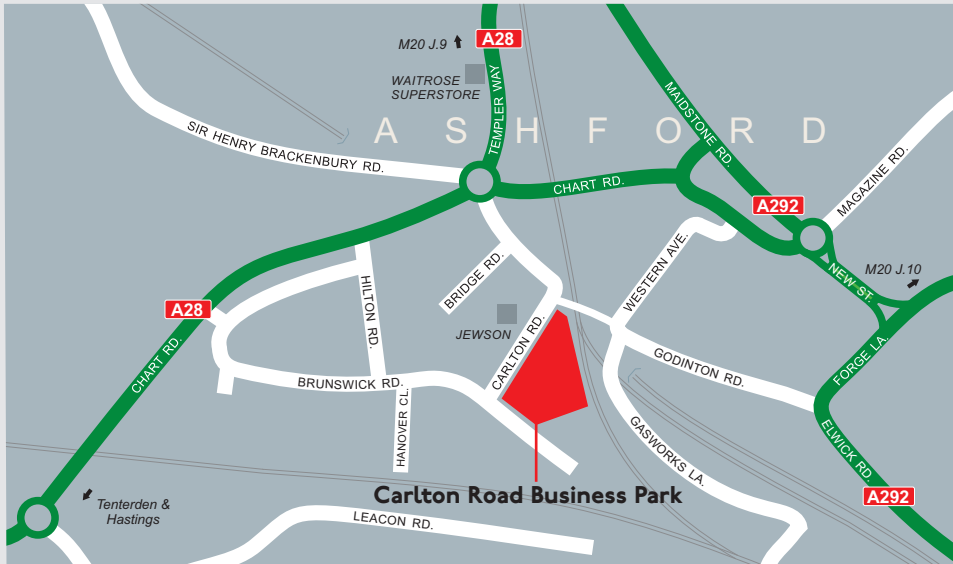 M20 J.9
A28
WAITROSE
SUPERSTORE
TEMPLER WAY
MAIDSTONE RD.
ASHFORD
SIR HENRY BRACKENBURY RD.
CHART RD.
MAGAZINE RD.
A292
M20 J.10
NEW ST.
WESTERN AVE.
BRIDGE RD.
HILTON RD.
A28
JEWSON
CARLTON RD.
CHART RD.
FORGE LA.
GODINTON RD.
BRUNSWICK RD.
HANOVER CL.
GASWORKS LA.
ELWICK RD.
Carlton Road Business Park
A292
Tenterden &
Hastings
LEACON RD.